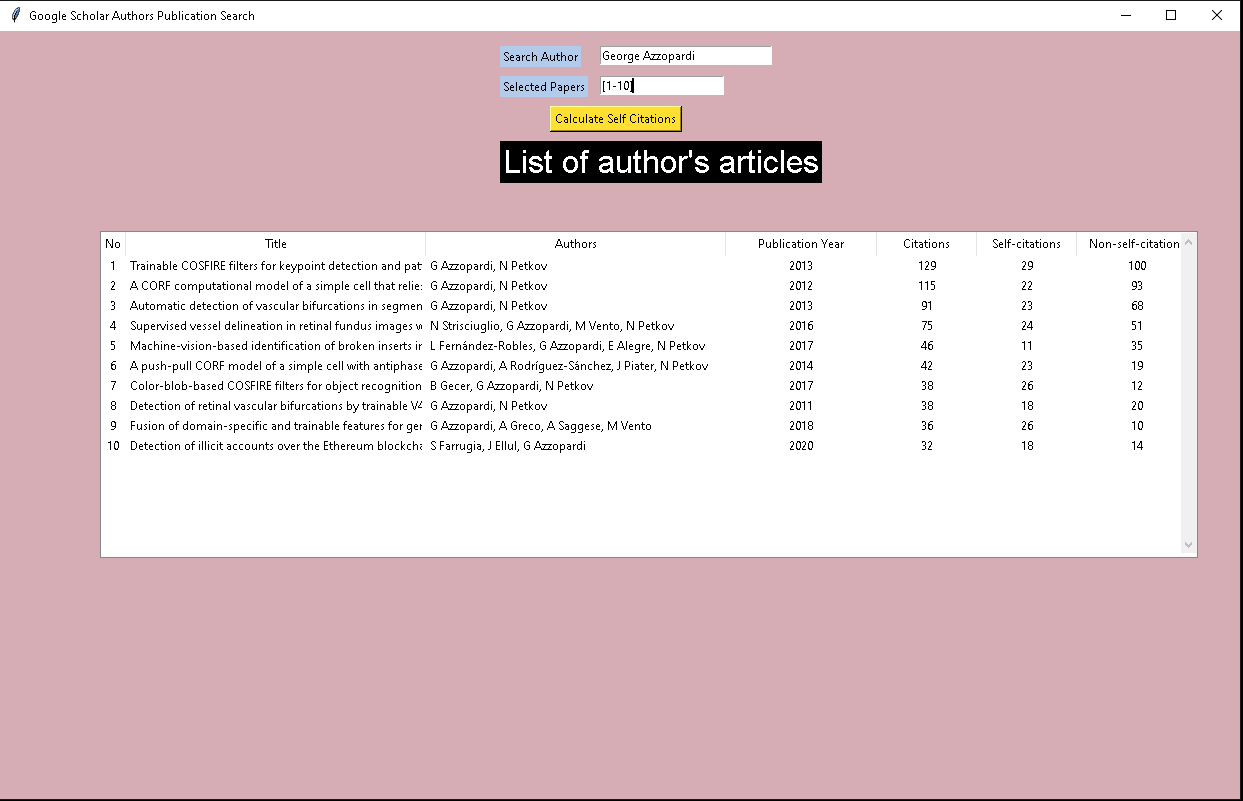 Google Scholar Authors Publication Search
Search Author George Azzopardi
Selected Papers [1-10]
Calculate Self Citations
List of author's articles
No Title Authors Publication Year Citations Self-citations Non-self-citation
1 Trainable COSFIRE filters for keypoint detection and pat G Azzopardi, N Petkov 2013 129 29 100
2 A CORF computational model of a simple cell that relie G Azzopardi, N Petkov 2012 115 22 93
3 Automatic detection of vascular bifurcations in segmen G Azzopardi, N Petkov 2013 91 23 68
4 Supervised vessel delineation in retinal fundus images w N Strisciuglio, G Azzopardi, M Vento, N Petkov 2016 75 24 51
5 Machine-vision-based identification of broken inserts in L Fernández-Robles, G Azzopardi, E Alegre, N Petkov 2017 46 11 35
6 A push-pull CORF model of a simple cell with antiphase G Azzopardi, A Rodríguez-Sánchez, J Piater, N Petkov 2014 42 23 19
7 Color-blob-based COSFIRE filters for object recognition B Gecer, G Azzopardi, N Petkov 2017 38 26 12
8 Detection of retinal vascular bifurcations by trainable V4 G Azzopardi, N Petkov 2011 38 18 20
9 Fusion of domain-specific and trainable features for ger G Azzopardi, A Greco, A Saggese, M Vento 2018 36 26 10
10 Detection of illicit accounts over the Ethereum blockcha S Farrugia, J Ellul, G Azzopardi 2020 32 18 14